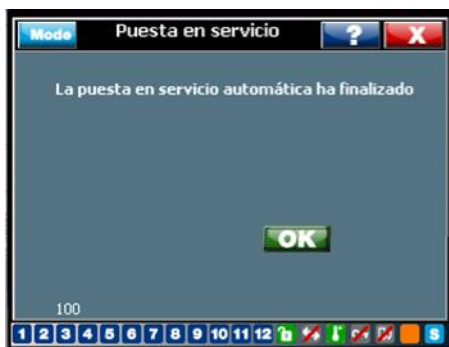 Mode Puesta en servicio ? X
La puesta en servicio automática ha finalizado
OK
100
1 2 3 4 5 6 7 8 9 10 11 12 S